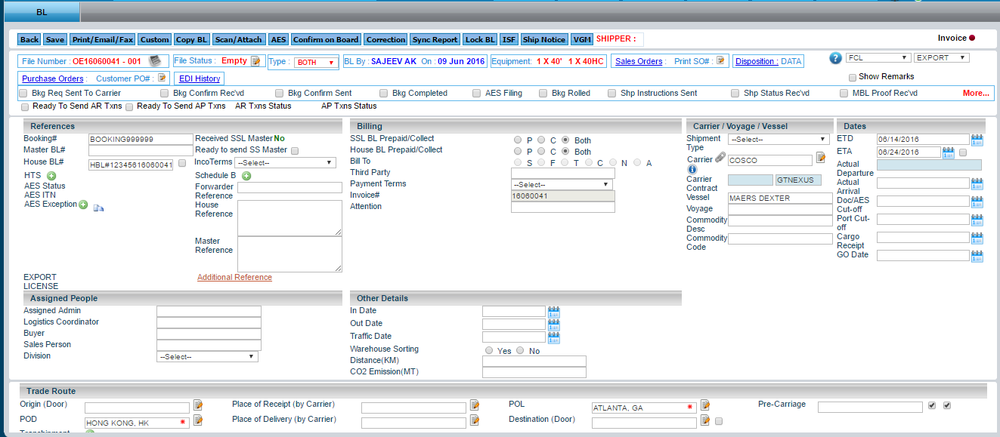 BL
Back Save Print/Email/Fax Custom Copy BL Scan/Attach AES Confirm on Board Correction Sync Report Lock BL ISF Ship Notice VGM SHIPPER : Invoice
File Number : OE16060041 - 001 File Status : Empty Type : BOTH BL By : SAJEEV AK On : 09 Jun 2016 Equipment: 1 X 40' 1 X 40HC Sales Orders : Print SO# : Disposition : DATA FCL EXPORT
Purchase Orders : Customer PO# : EDI History Show Remarks
Bkg Req Sent To Carrier Bkg Confirm Rec'vd Bkg Confirm Sent Bkg Completed AES Filing Bkg Rolled Shp Instructions Sent Shp Status Rec'vd MBL Proof Rec'vd More...
Ready To Send AR Txns Ready To Send AP Txns AR Txns Status AP Txns Status
References
Booking# BOOKING999999 Received SSL Master No
Master BL# Ready to send SS Master
House BL# HBL#12345616060041 IncoTerms --Select--
HTS Schedule B
AES Status Forwarder Reference
AES ITN
AES Exception House Reference
Master Reference
EXPORT LICENSE Additional Reference
Billing
SSL BL Prepaid/Collect P C Both
House BL Prepaid/Collect P C Both
Bill To S F T C N A
Third Party
Payment Terms --Select--
Invoice# 16060041
Attention
Carrier / Voyage / Vessel
Shipment Type --Select--
Carrier COSCO
Carrier Contract GTNEXUS
Vessel MAERS DEXTER
Voyage
Commodity Desc
Commodity Code
Dates
ETD 06/14/2016
ETA 06/24/2016
Actual Departure
Actual Arrival
Doc/AES Cut-off
Port Cut-off
Cargo Receipt
GO Date
Assigned People
Assigned Admin
Logistics Coordinator
Buyer
Sales Person
Division --Select--
Other Details
In Date
Out Date
Traffic Date
Warehouse Sorting Yes No
Distance(KM)
CO2 Emission(MT)
Trade Route
Origin (Door) Place of Receipt (by Carrier) POL ATLANTA, GA * Pre-Carriage
POD HONG KONG, HK * Place of Delivery (by Carrier) Destination (Door)